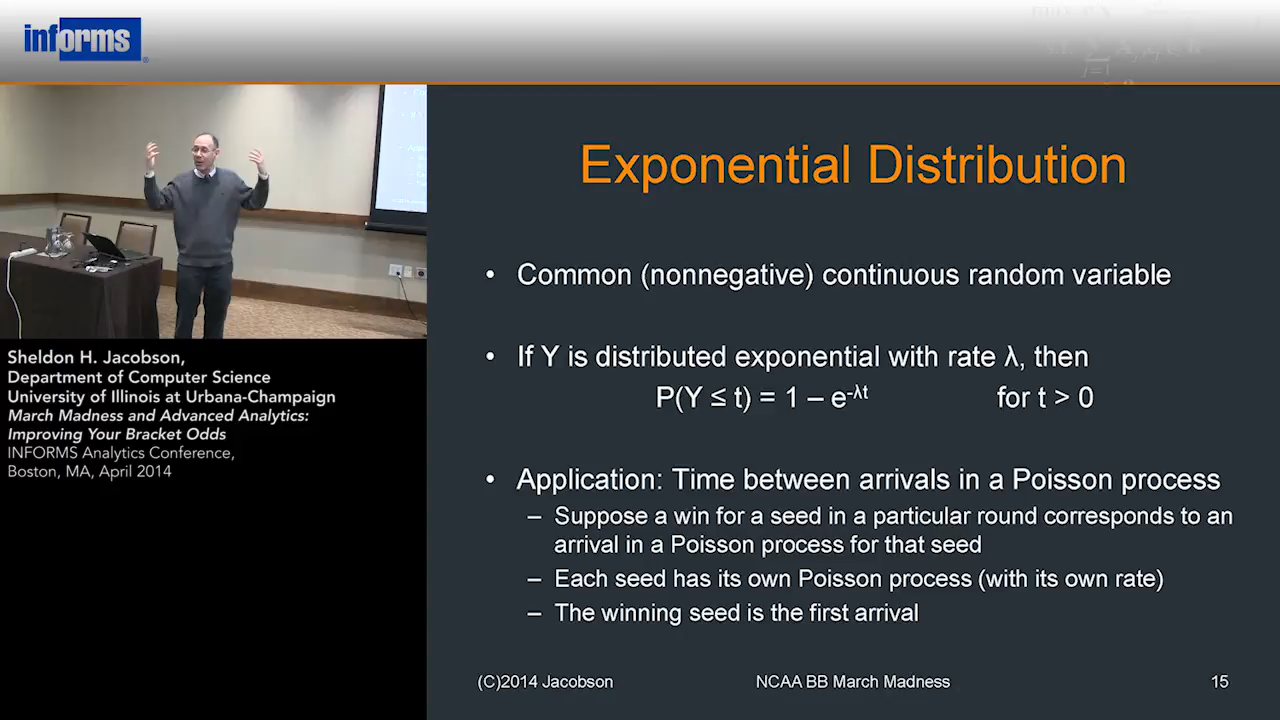 informs
Sheldon H. Jacobson,
Department of Computer Science
University of Illinois at Urbana-Champaign
March Madness and Advanced Analytics:
Improving Your Bracket Odds
INFORMS Analytics Conference,
Boston, MA, April 2014
Exponential Distribution
• Common (nonnegative) continuous random variable
• If Y is distributed exponential with rate λ, then
P(Y ≤ t) = 1 – e^-λt for t > 0
• Application: Time between arrivals in a Poisson process
– Suppose a win for a seed in a particular round corresponds to an
arrival in a Poisson process for that seed
– Each seed has its own Poisson process (with its own rate)
– The winning seed is the first arrival
(C)2014 Jacobson NCAA BB March Madness 15